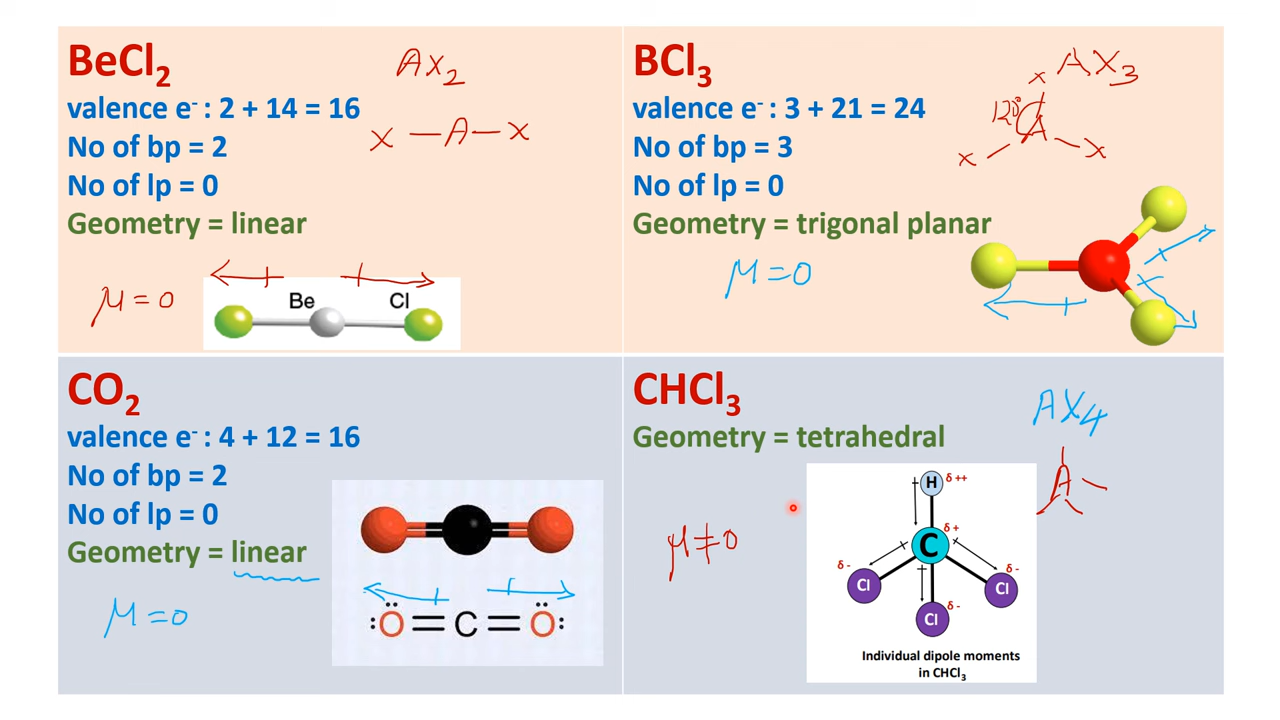 BeCl₂
AX₂
valence e⁻ : 2 + 14 = 16
X — A — X
No of bp = 2
No of lp = 0
Geometry = linear
μ = 0
Be Cl
BCl₃
AX₃
valence e⁻ : 3 + 21 = 24
x
120°
A
x x
No of bp = 3
No of lp = 0
Geometry = trigonal planar
μ = 0
CO₂
valence e⁻ : 4 + 12 = 16
No of bp = 2
No of lp = 0
Geometry = linear
μ = 0
:Ö = C = Ö:
CHCl₃
AX₄
Geometry = tetrahedral
A
μ ≠ 0
H δ ++
C δ +
δ - Cl
Cl δ -
Cl δ -
Individual dipole moments
in CHCl₃